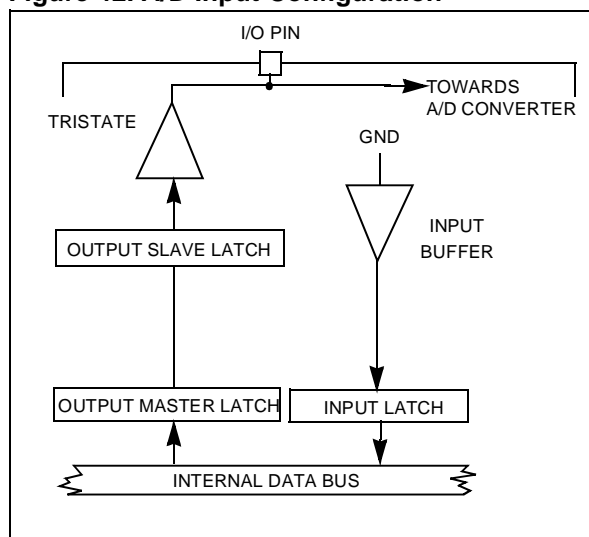 I/O PIN
TOWARDS
A/D CONVERTER
TRISTATE
GND
INPUT
BUFFER
OUTPUT SLAVE LATCH
OUTPUT MASTER LATCH
INPUT LATCH
INTERNAL DATA BUS